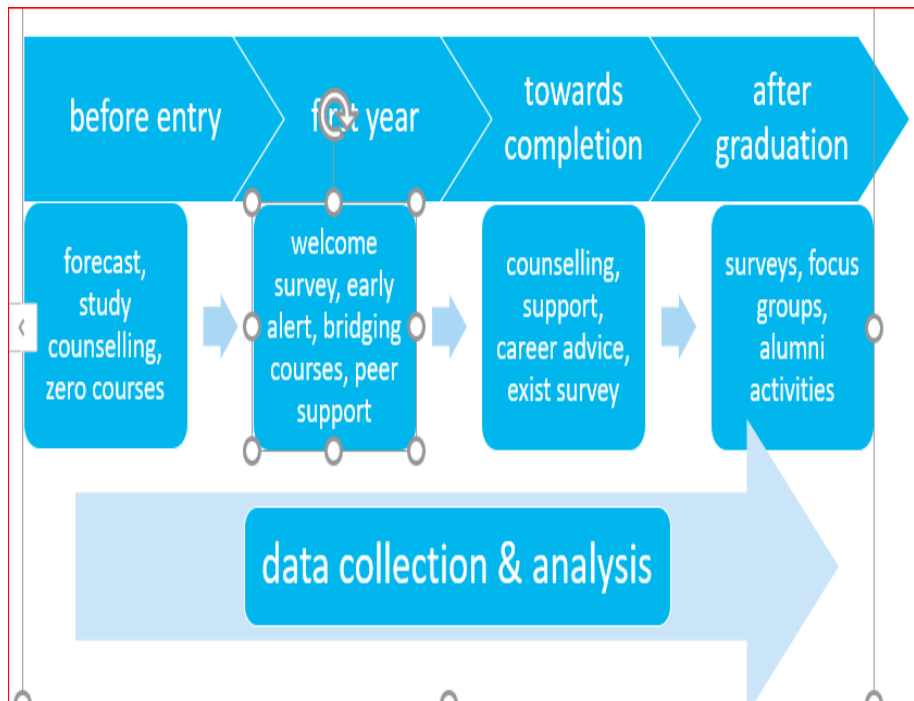 before entry
first year
towards
completion
after
graduation
forecast,
study
counselling,
zero courses
welcome
survey, early
alert, bridging
courses, peer
support
counselling,
support,
career advice,
exist survey
surveys, focus
groups,
alumni
activities
data collection & analysis